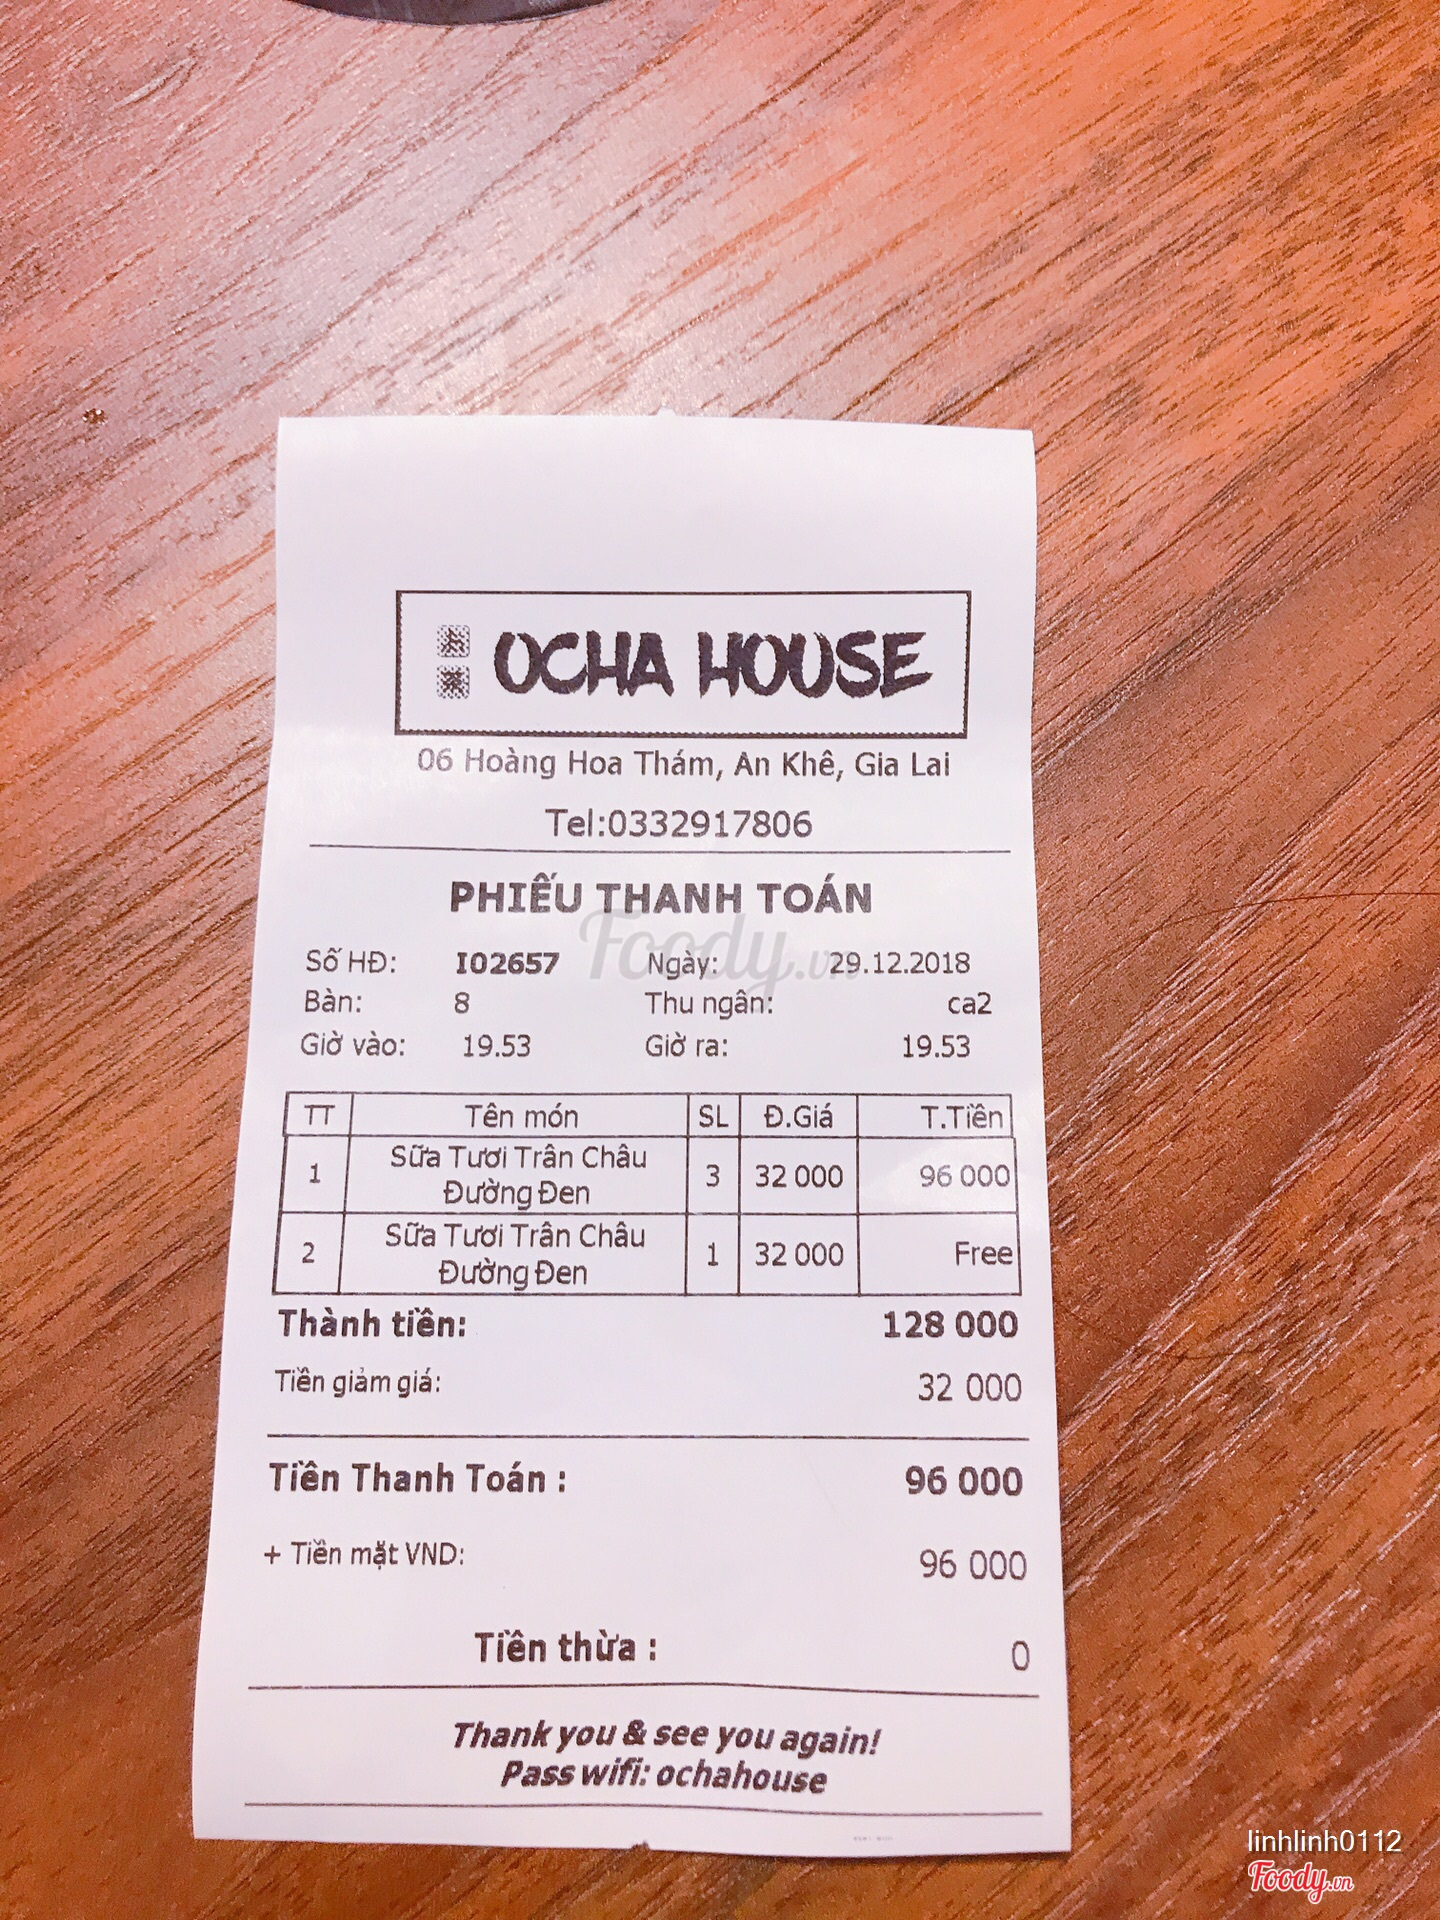 OCHA HOUSE
06 Hoàng Hoa Thám, An Khê, Gia Lai
Tel:0332917806
PHIẾU THANH TOÁN
Foody.vn
Số HĐ: I02657 Ngày: 29.12.2018
Bàn: 8 Thu ngân: ca2
Giờ vào: 19.53 Giờ ra: 19.53
TT Tên món SL Đ.Giá T.Tiền
1 Sữa Tươi Trân Châu 3 32 000 96 000
Đường Đen
2 Sữa Tươi Trân Châu 1 32 000 Free
Đường Đen
Thành tiền: 128 000
Tiền giảm giá: 32 000
Tiền Thanh Toán : 96 000
+ Tiền mặt VND: 96 000
Tiền thừa : 0
Thank you & see you again!
Pass wifi: ochahouse
linhlinh0112
Foody.vn